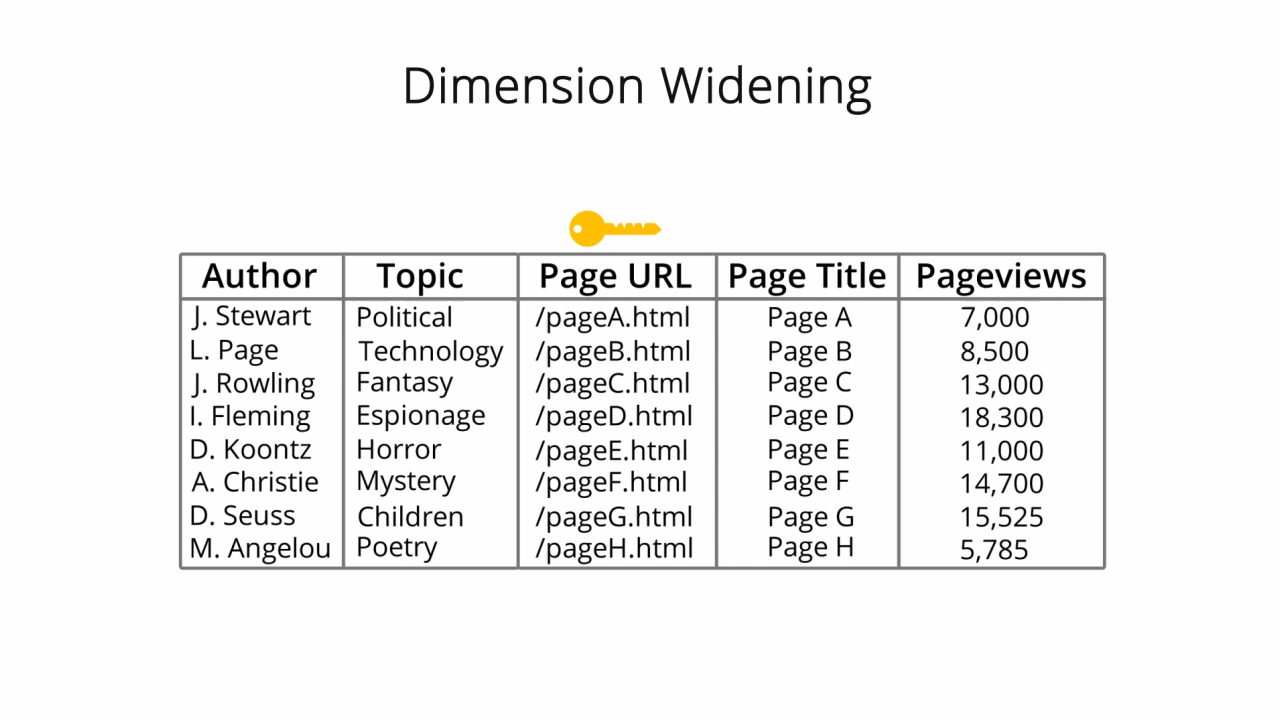 Dimension Widening
Author Topic Page URL Page Title Pageviews
J. Stewart Political /pageA.html Page A 7,000
L. Page Technology /pageB.html Page B 8,500
J. Rowling Fantasy /pageC.html Page C 13,000
I. Fleming Espionage /pageD.html Page D 18,300
D. Koontz Horror /pageE.html Page E 11,000
A. Christie Mystery /pageF.html Page F 14,700
D. Seuss Children /pageG.html Page G 15,525
M. Angelou Poetry /pageH.html Page H 5,785